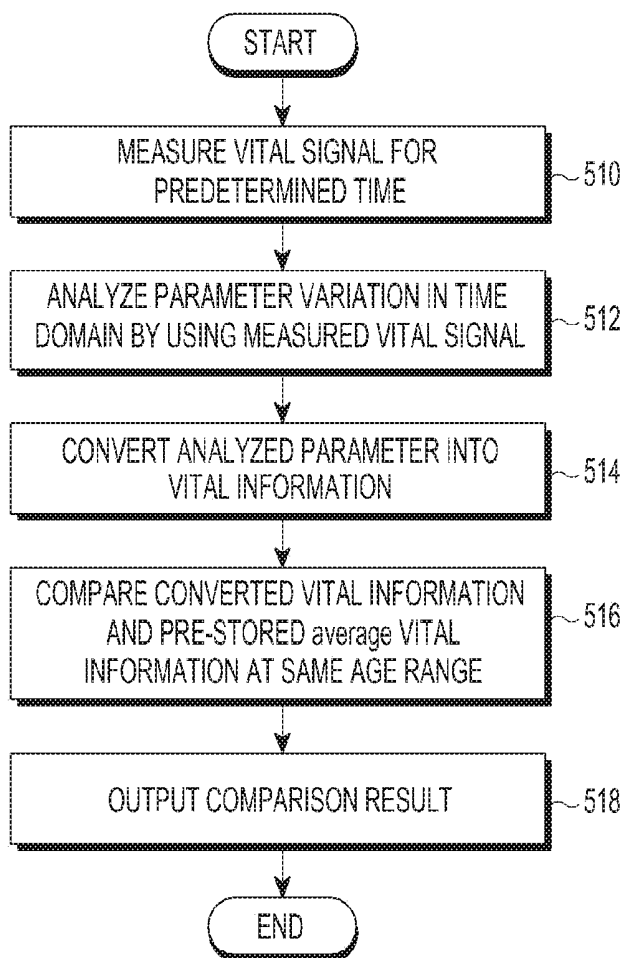 START
MEASURE VITAL SIGNAL FOR
PREDETERMINED TIME
510
ANALYZE PARAMETER VARIATION IN TIME
DOMAIN BY USING MEASURED VITAL SIGNAL
512
CONVERT ANALYZED PARAMETER INTO
VITAL INFORMATION
514
COMPARE CONVERTED VITAL INFORMATION
AND PRE-STORED average VITAL
INFORMATION AT SAME AGE RANGE
516
OUTPUT COMPARISON RESULT
518
END